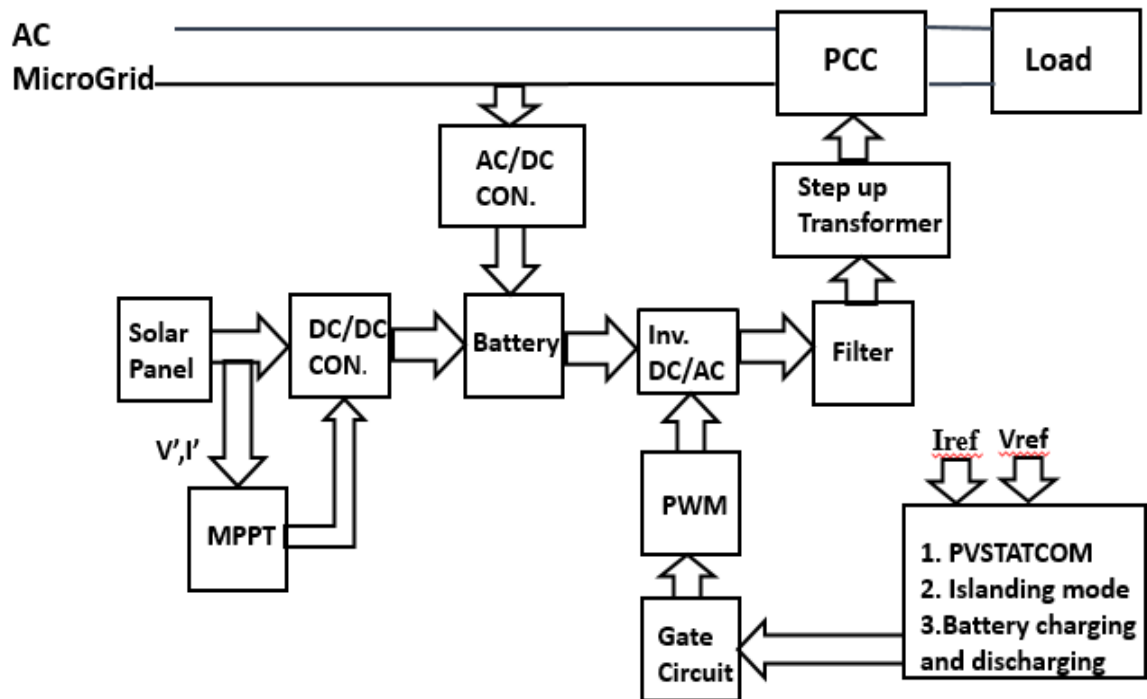 AC
MicroGrid
PCC
Load
AC/DC
CON.
Step up
Transformer
Solar
Panel
DC/DC
CON.
Battery
Inv.
DC/AC
Filter
V',I'
MPPT
PWM
Iref
Vref
Gate
Circuit
1. PVSTATCOM
2. Islanding mode
3.Battery charging
and discharging